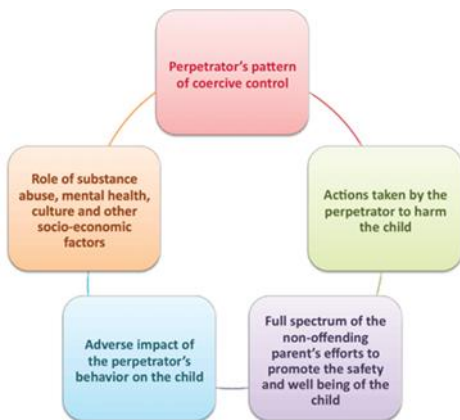 Perpetrator's pattern
of coercive control
Actions taken by the
perpetrator to harm
the child
Full spectrum of the
non-offending
parent's efforts to
promote the safety
and well being of the
child
Adverse impact of
the perpetrator's
behavior on the child
Role of substance
abuse, mental health,
culture and other
socio-economic
factors